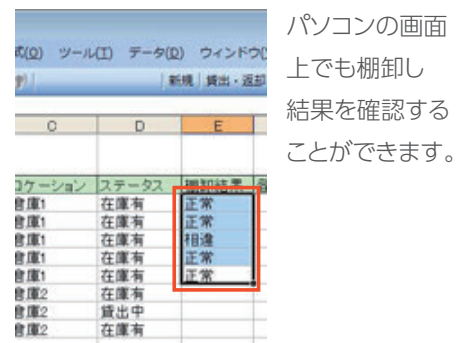 式(O) ツール(T) データ(D) ウィンドウ(
新規 貸出・返却
C D E
ロケーション ステータス 棚卸結果
倉庫1 在庫有 正常
倉庫1 在庫有 正常
倉庫1 在庫有 相違
倉庫1 在庫有 正常
倉庫1 在庫有 正常
倉庫2 在庫有
倉庫2 貸出中
倉庫2 在庫有
パソコンの画面
上でも棚卸し
結果を確認する
ことができます。